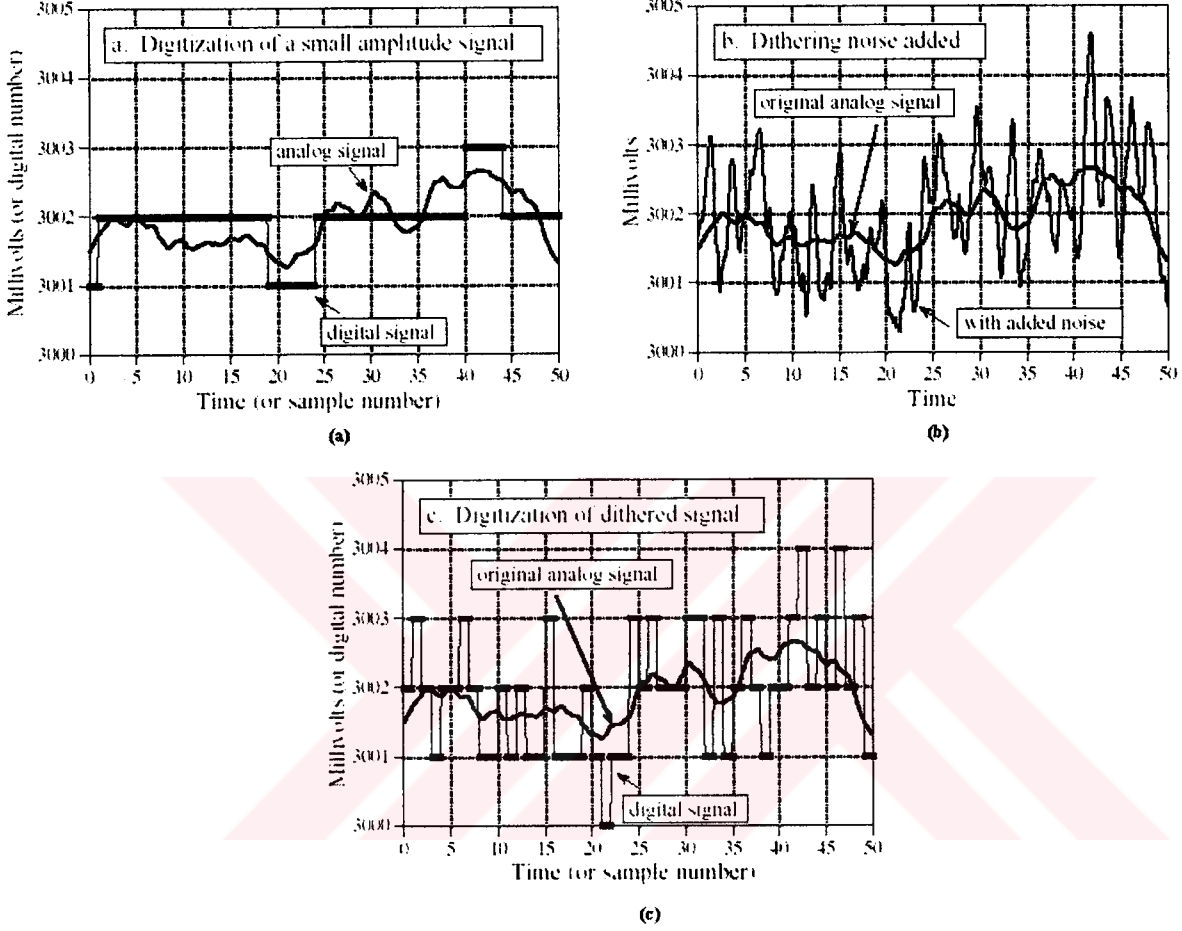 a. Digitization of a small amplitude signal
3005
3004
3003
3002
3001
3000
Millivolts (or digital number)
analog signal
digital signal
0 5 10 15 20 25 30 35 40 45 50
Time (or sample number)
(a)
b. Dithering noise added
3005
3004
3003
3002
3001
3000
Millivolts
original analog signal
with added noise
0 5 10 15 20 25 30 35 40 45 50
Time
(b)
c. Digitization of dithered signal
3005
3004
3003
3002
3001
3000
Millivolts (or digital number)
original analog signal
digital signal
0 5 10 15 20 25 30 35 40 45 50
Time (or sample number)
(c)